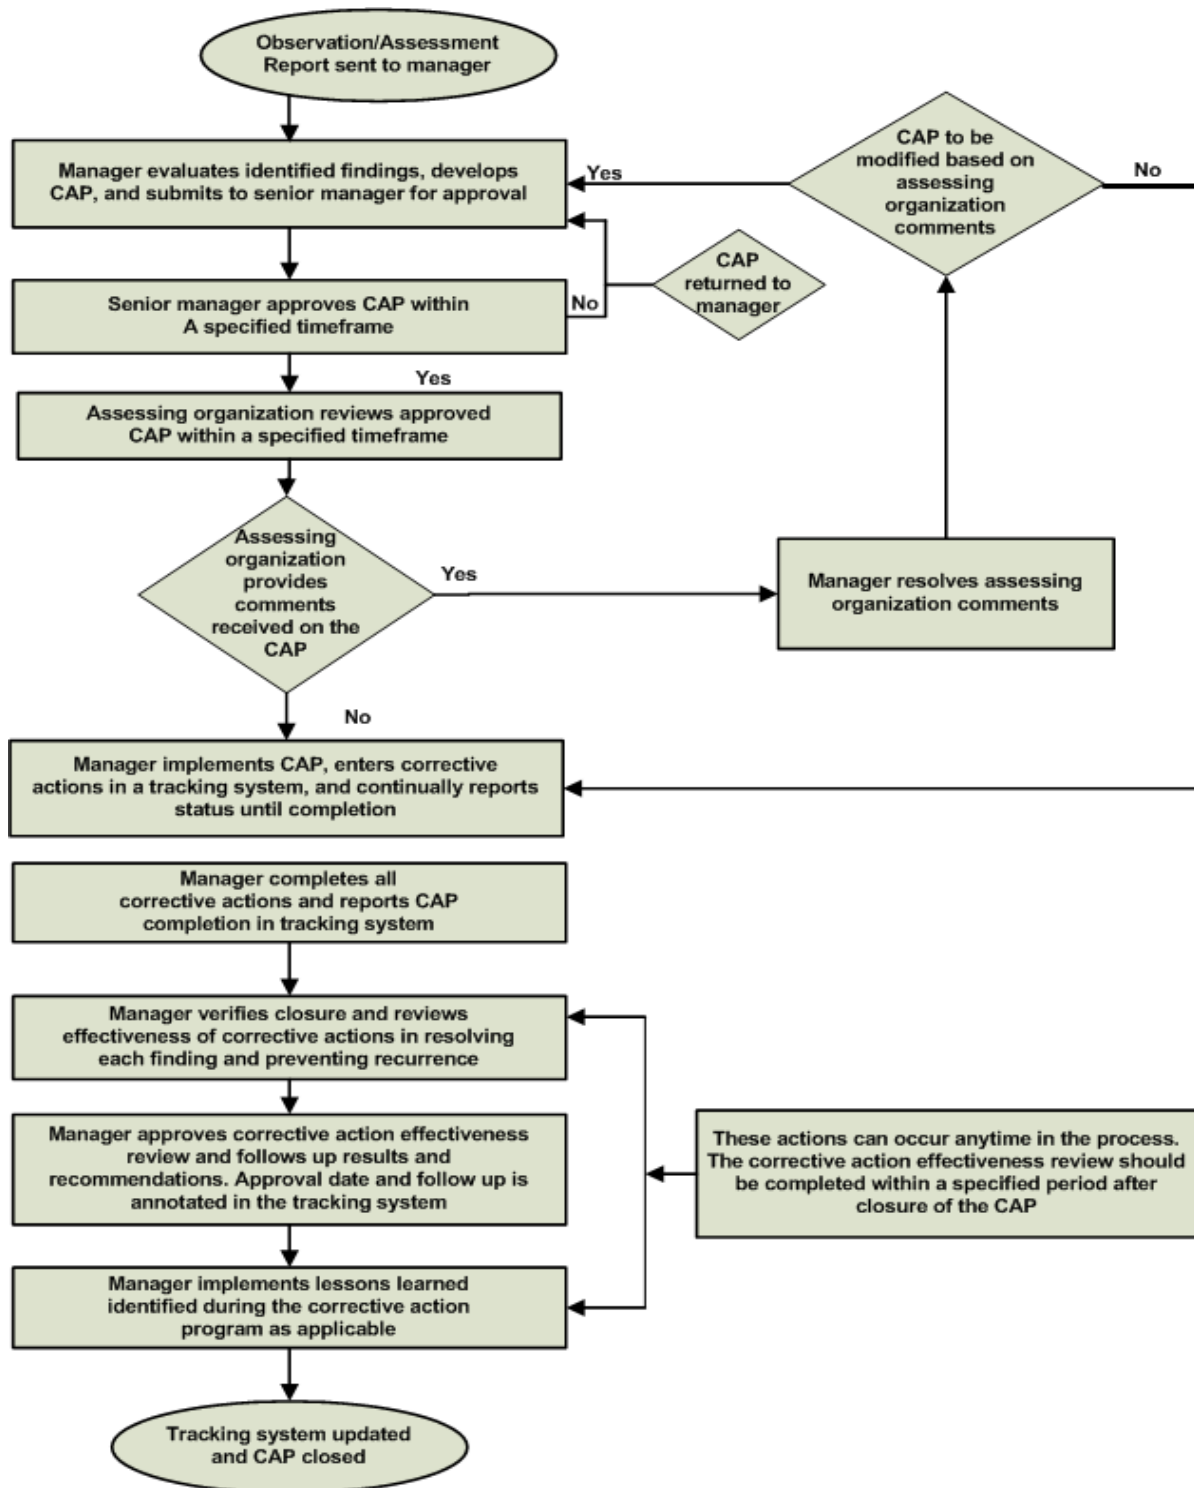 Observation/Assessment
Report sent to manager
Manager evaluates identified findings, develops
CAP, and submits to senior manager for approval
Yes
CAP to be
modified based on
assessing
organization
comments
No
CAP
returned to
manager
Senior manager approves CAP within
A specified timeframe
No
Yes
Assessing organization reviews approved
CAP within a specified timeframe
Assessing
organization
provides
comments
received on the
CAP
Yes
Manager resolves assessing
organization comments
No
Manager implements CAP, enters corrective
actions in a tracking system, and continually reports
status until completion
Manager completes all
corrective actions and reports CAP
completion in tracking system
Manager verifies closure and reviews
effectiveness of corrective actions in resolving
each finding and preventing recurrence
Manager approves corrective action effectiveness
review and follows up results and
recommendations. Approval date and follow up is
annotated in the tracking system
These actions can occur anytime in the process.
The corrective action effectiveness review should
be completed within a specified period after
closure of the CAP
Manager implements lessons learned
identified during the corrective action
program as applicable
Tracking system updated
and CAP closed